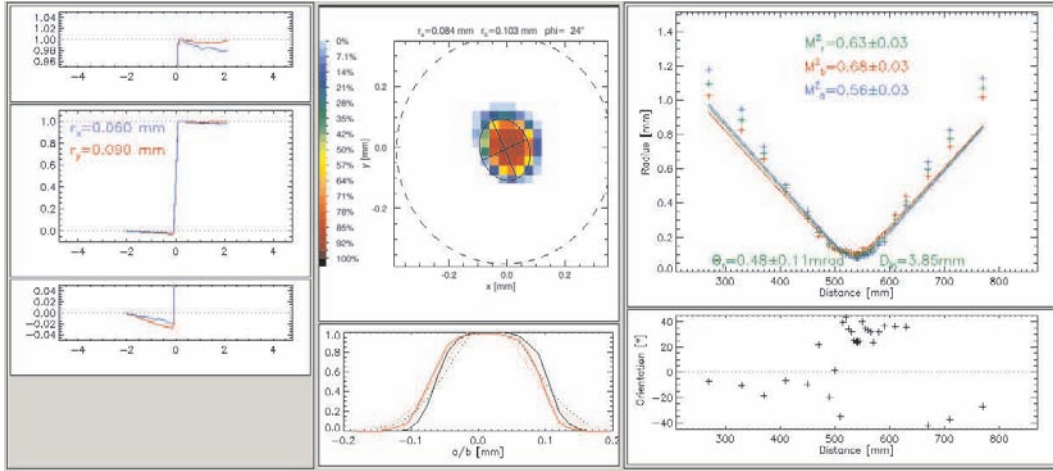 1.04
1.02
1.00
0.98
0.96
-4 -2 0 2 4
r_x=0.060 mm
r_y=0.090 mm
1.0
0.8
0.6
0.4
0.2
0.0
-4 -2 0 2 4
0.04
0.02
0.00
-0.02
-0.04
-4 -2 0 2 4
r_a=0.084 mm r_b=0.103 mm phi= 24°
0%
7.1%
14%
21%
28%
35%
43%
50%
57%
64%
71%
78%
85%
92%
100%
y [mm]
0.2
0.0
-0.2
-0.2 0.0 0.2
x [mm]
1.0
0.8
0.6
0.4
0.2
0.0
-0.2 -0.1 0.0 0.1 0.2
a/b [mm]
M²_r=0.63±0.03
M²_b=0.68±0.03
M²_a=0.56±0.03
Radius [mm]
1.4
1.2
1.0
0.8
0.6
0.4
0.2
0.0
Θ=0.48±0.11mrad
=3.85mm
300 400 500 600 700 800
Distance [mm]
Orientation [°]
40
20
0
-20
-40
300 400 500 600 700 800
Distance [mm]